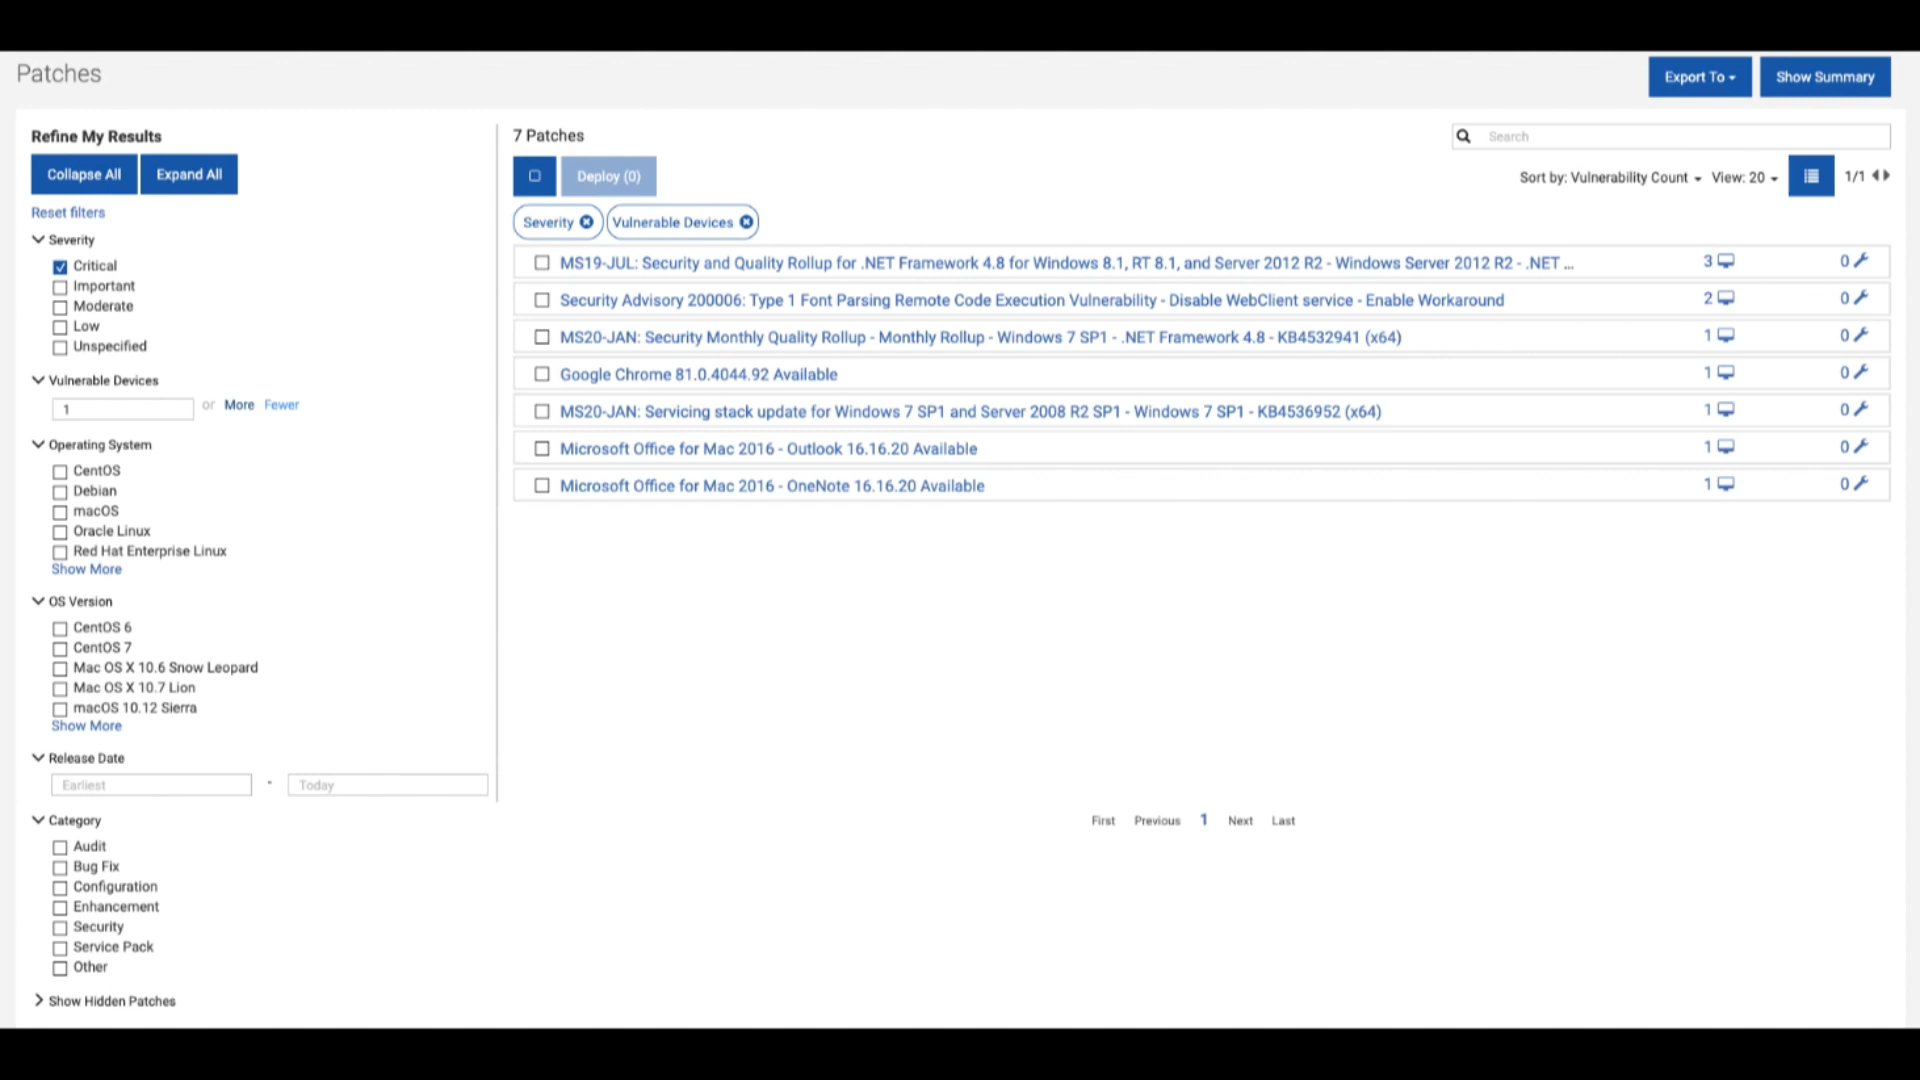 Patches
Export To
Show Summary
Refine My Results
Collapse All
Expand All
Reset filters
Severity
Critical
Important
Moderate
Low
Unspecified
Vulnerable Devices
1 or More Fewer
Operating System
CentOS
Debian
macOS
Oracle Linux
Red Hat Enterprise Linux
Show More
OS Version
CentOS 6
CentOS 7
Mac OS X 10.6 Snow Leopard
Mac OS X 10.7 Lion
macOS 10.12 Sierra
Show More
Release Date
Earliest - Today
Category
Audit
Bug Fix
Configuration
Enhancement
Security
Service Pack
Other
Show Hidden Patches
7 Patches
Search
Deploy (0)
Sort by: Vulnerability Count View: 20 1/1
Severity Vulnerable Devices
MS19-JUL: Security and Quality Rollup for .NET Framework 4.8 for Windows 8.1, RT 8.1, and Server 2012 R2 - Windows Server 2012 R2 - .NET ... 3 0
Security Advisory 200006: Type 1 Font Parsing Remote Code Execution Vulnerability - Disable WebClient service - Enable Workaround 2 0
MS20-JAN: Security Monthly Quality Rollup - Monthly Rollup - Windows 7 SP1 - .NET Framework 4.8 - KB4532941 (x64) 1 0
Google Chrome 81.0.4044.92 Available 1 0
MS20-JAN: Servicing stack update for Windows 7 SP1 and Server 2008 R2 SP1 - Windows 7 SP1 - KB4536952 (x64) 1 0
Microsoft Office for Mac 2016 - Outlook 16.16.20 Available 1 0
Microsoft Office for Mac 2016 - OneNote 16.16.20 Available 1 0
First Previous 1 Next Last